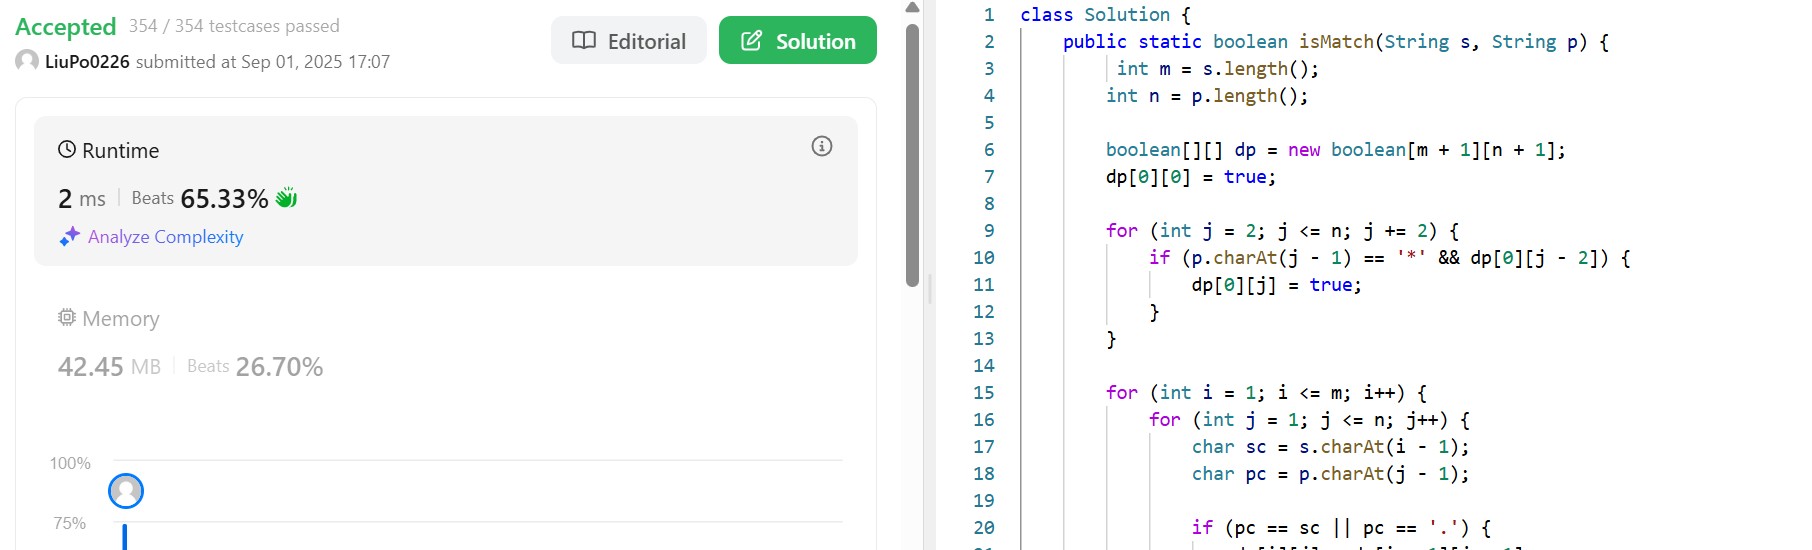 Accepted 354 / 354 testcases passed
LiuPo0226 submitted at Sep 01, 2025 17:07
Editorial
Solution
Runtime
2 ms | Beats 65.33%
Analyze Complexity
Memory
42.45 MB | Beats 26.70%
100%
75%
1 class Solution {
2 public static boolean isMatch(String s, String p) {
3 int m = s.length();
4 int n = p.length();
5
6 boolean[][] dp = new boolean[m + 1][n + 1];
7 dp[0][0] = true;
8
9 for (int j = 2; j <= n; j += 2) {
10 if (p.charAt(j - 1) == '*' && dp[0][j - 2]) {
11 dp[0][j] = true;
12 }
13 }
14
15 for (int i = 1; i <= m; i++) {
16 for (int j = 1; j <= n; j++) {
17 char sc = s.charAt(i - 1);
18 char pc = p.charAt(j - 1);
19
20 if (pc == sc || pc == '.') {